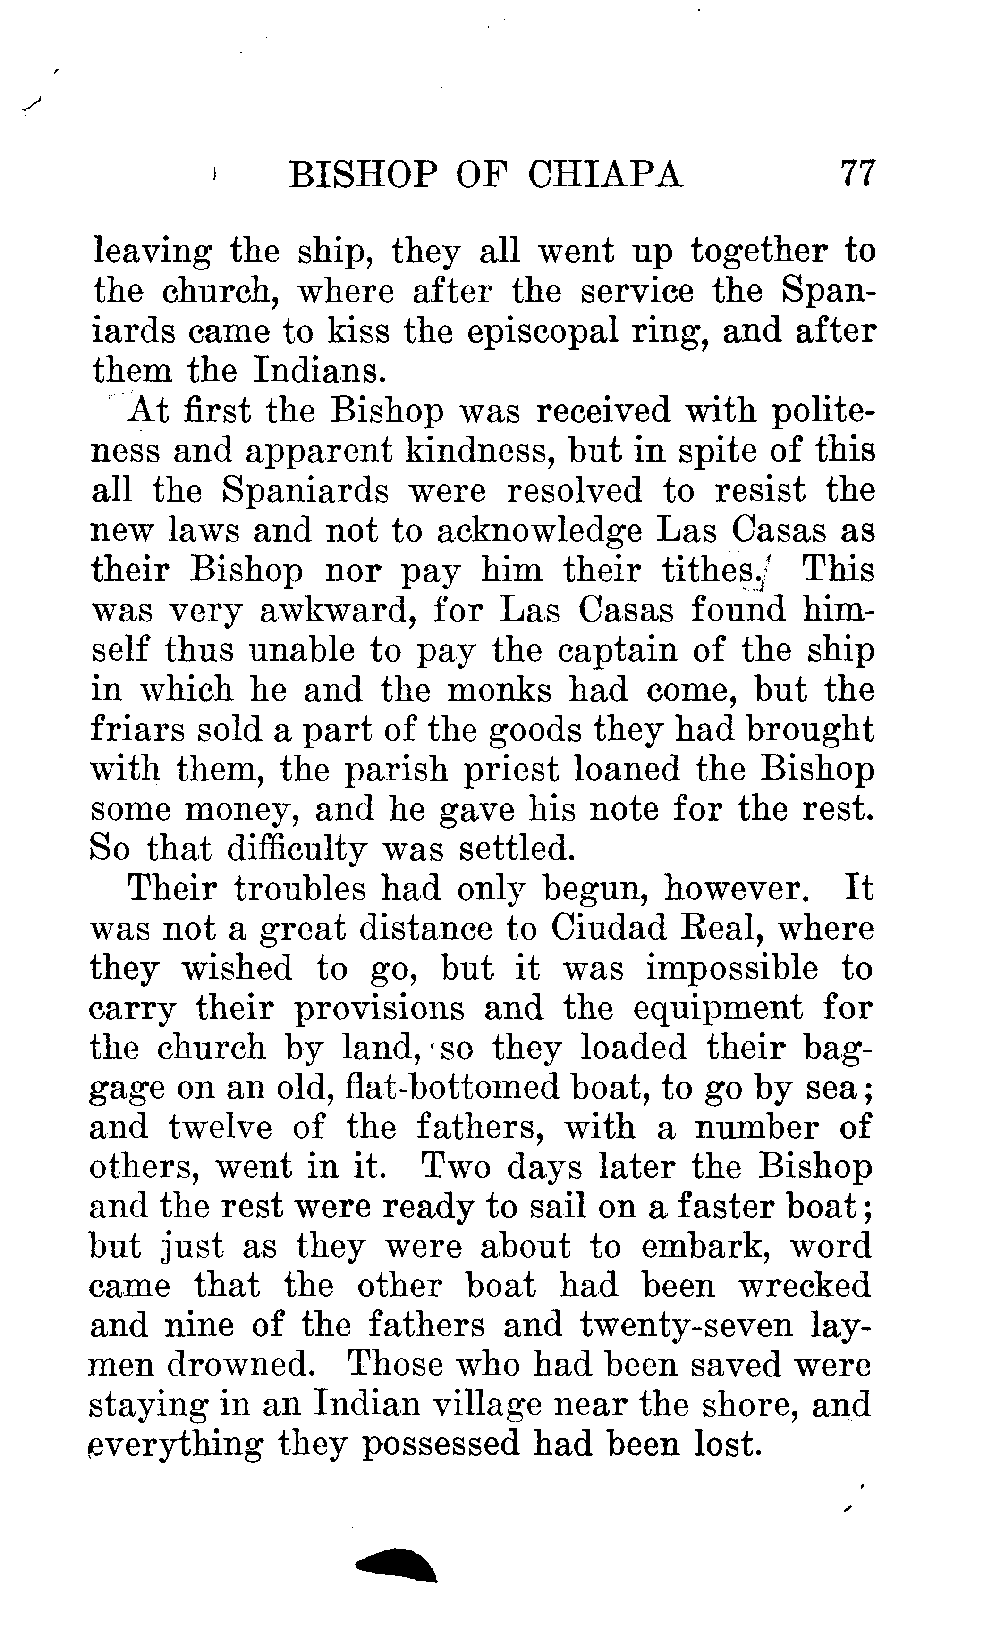 BISHOP OF CHIAPA 77
leaving the ship, they all went up together to
the church, where after the service the Span-
iards came to kiss the episcopal ring, and after
them the Indians.
At first the Bishop was received with polite-
ness and apparent kindness, but in spite of this
all the Spaniards were resolved to resist the
new laws and not to acknowledge Las Casas as
their Bishop nor pay him their tithes. This
was very awkward, for Las Casas found him-
self thus unable to pay the captain of the ship
in which he and the monks had come, but the
friars sold a part of the goods they had brought
with them, the parish priest loaned the Bishop
some money, and he gave his note for the rest.
So that difficulty was settled.
Their troubles had only begun, however. It
was not a great distance to Ciudad Real, where
they wished to go, but it was impossible to
carry their provisions and the equipment for
the church by land, so they loaded their bag-
gage on an old, flat-bottomed boat, to go by sea;
and twelve of the fathers, with a number of
others, went in it. Two days later the Bishop
and the rest were ready to sail on a faster boat;
but just as they were about to embark, word
came that the other boat had been wrecked
and nine of the fathers and twenty-seven lay-
men drowned. Those who had been saved were
staying in an Indian village near the shore, and
everything they possessed had been lost.